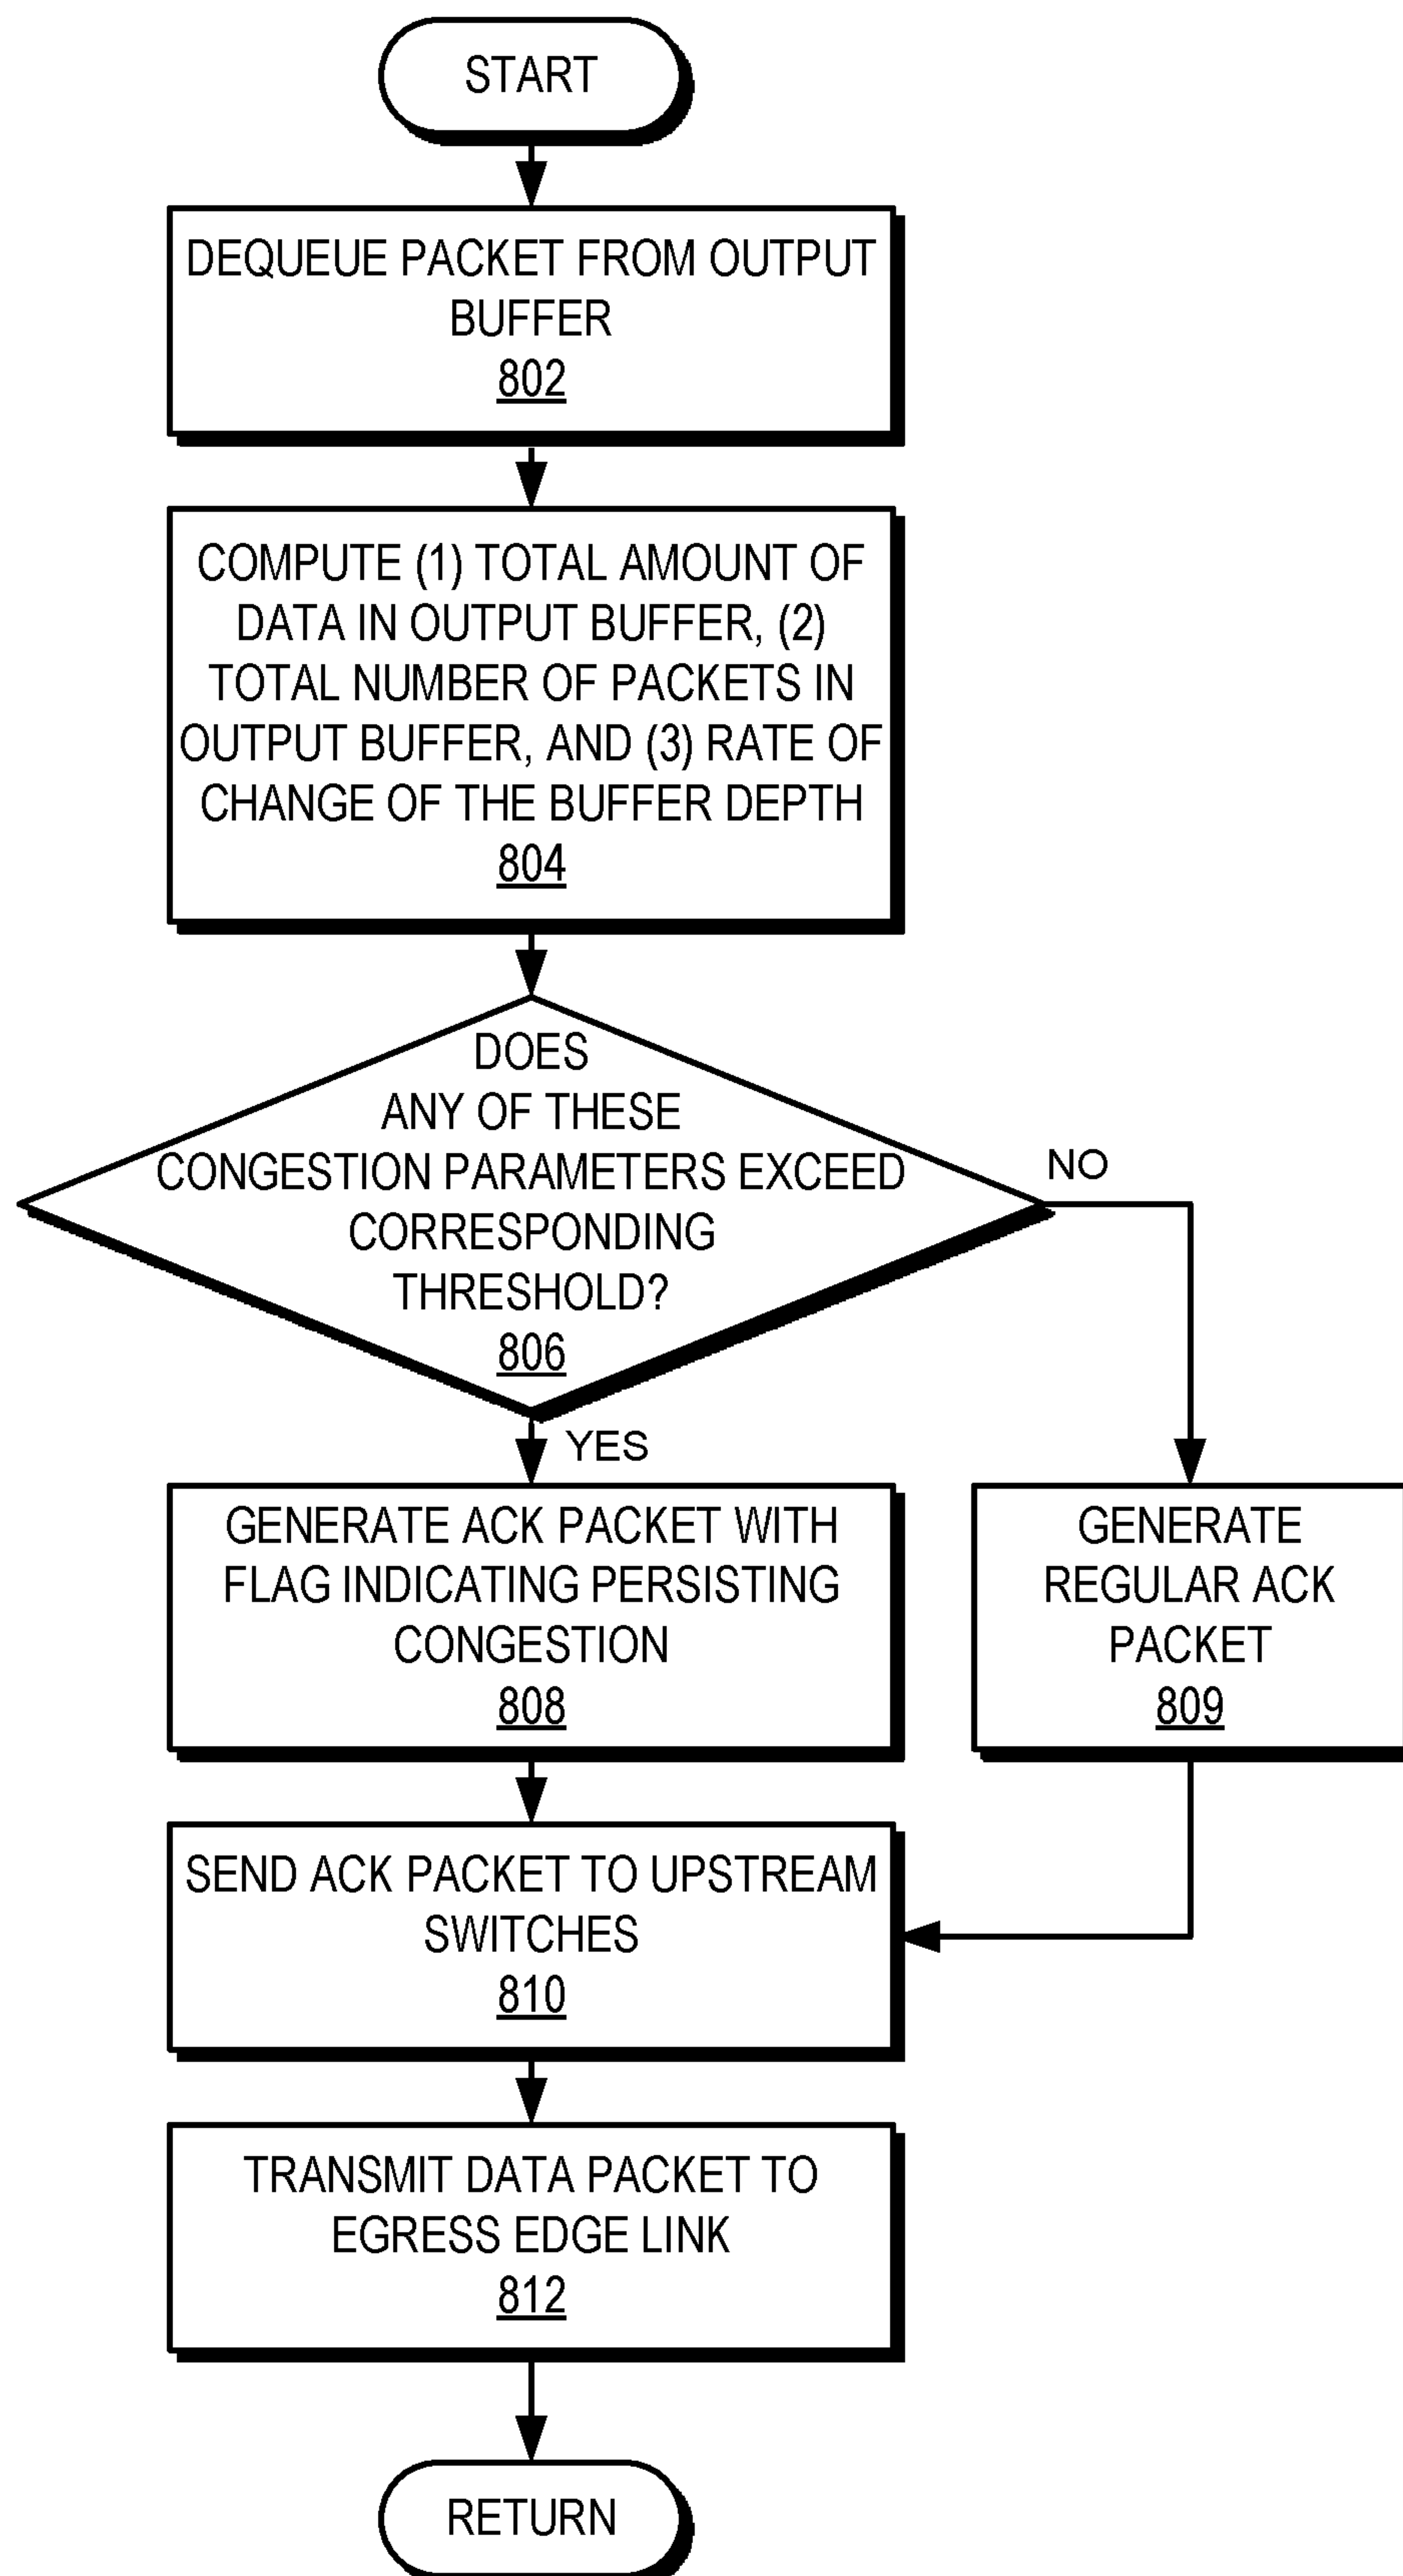 START
DEQUEUE PACKET FROM OUTPUT
BUFFER
802
COMPUTE (1) TOTAL AMOUNT OF
DATA IN OUTPUT BUFFER, (2)
TOTAL NUMBER OF PACKETS IN
OUTPUT BUFFER, AND (3) RATE OF
CHANGE OF THE BUFFER DEPTH
804
DOES
ANY OF THESE
CONGESTION PARAMETERS EXCEED
CORRESPONDING
THRESHOLD?
806
NO
YES
GENERATE ACK PACKET WITH
FLAG INDICATING PERSISTING
CONGESTION
808
GENERATE
REGULAR ACK
PACKET
809
SEND ACK PACKET TO UPSTREAM
SWITCHES
810
TRANSMIT DATA PACKET TO
EGRESS EDGE LINK
812
RETURN